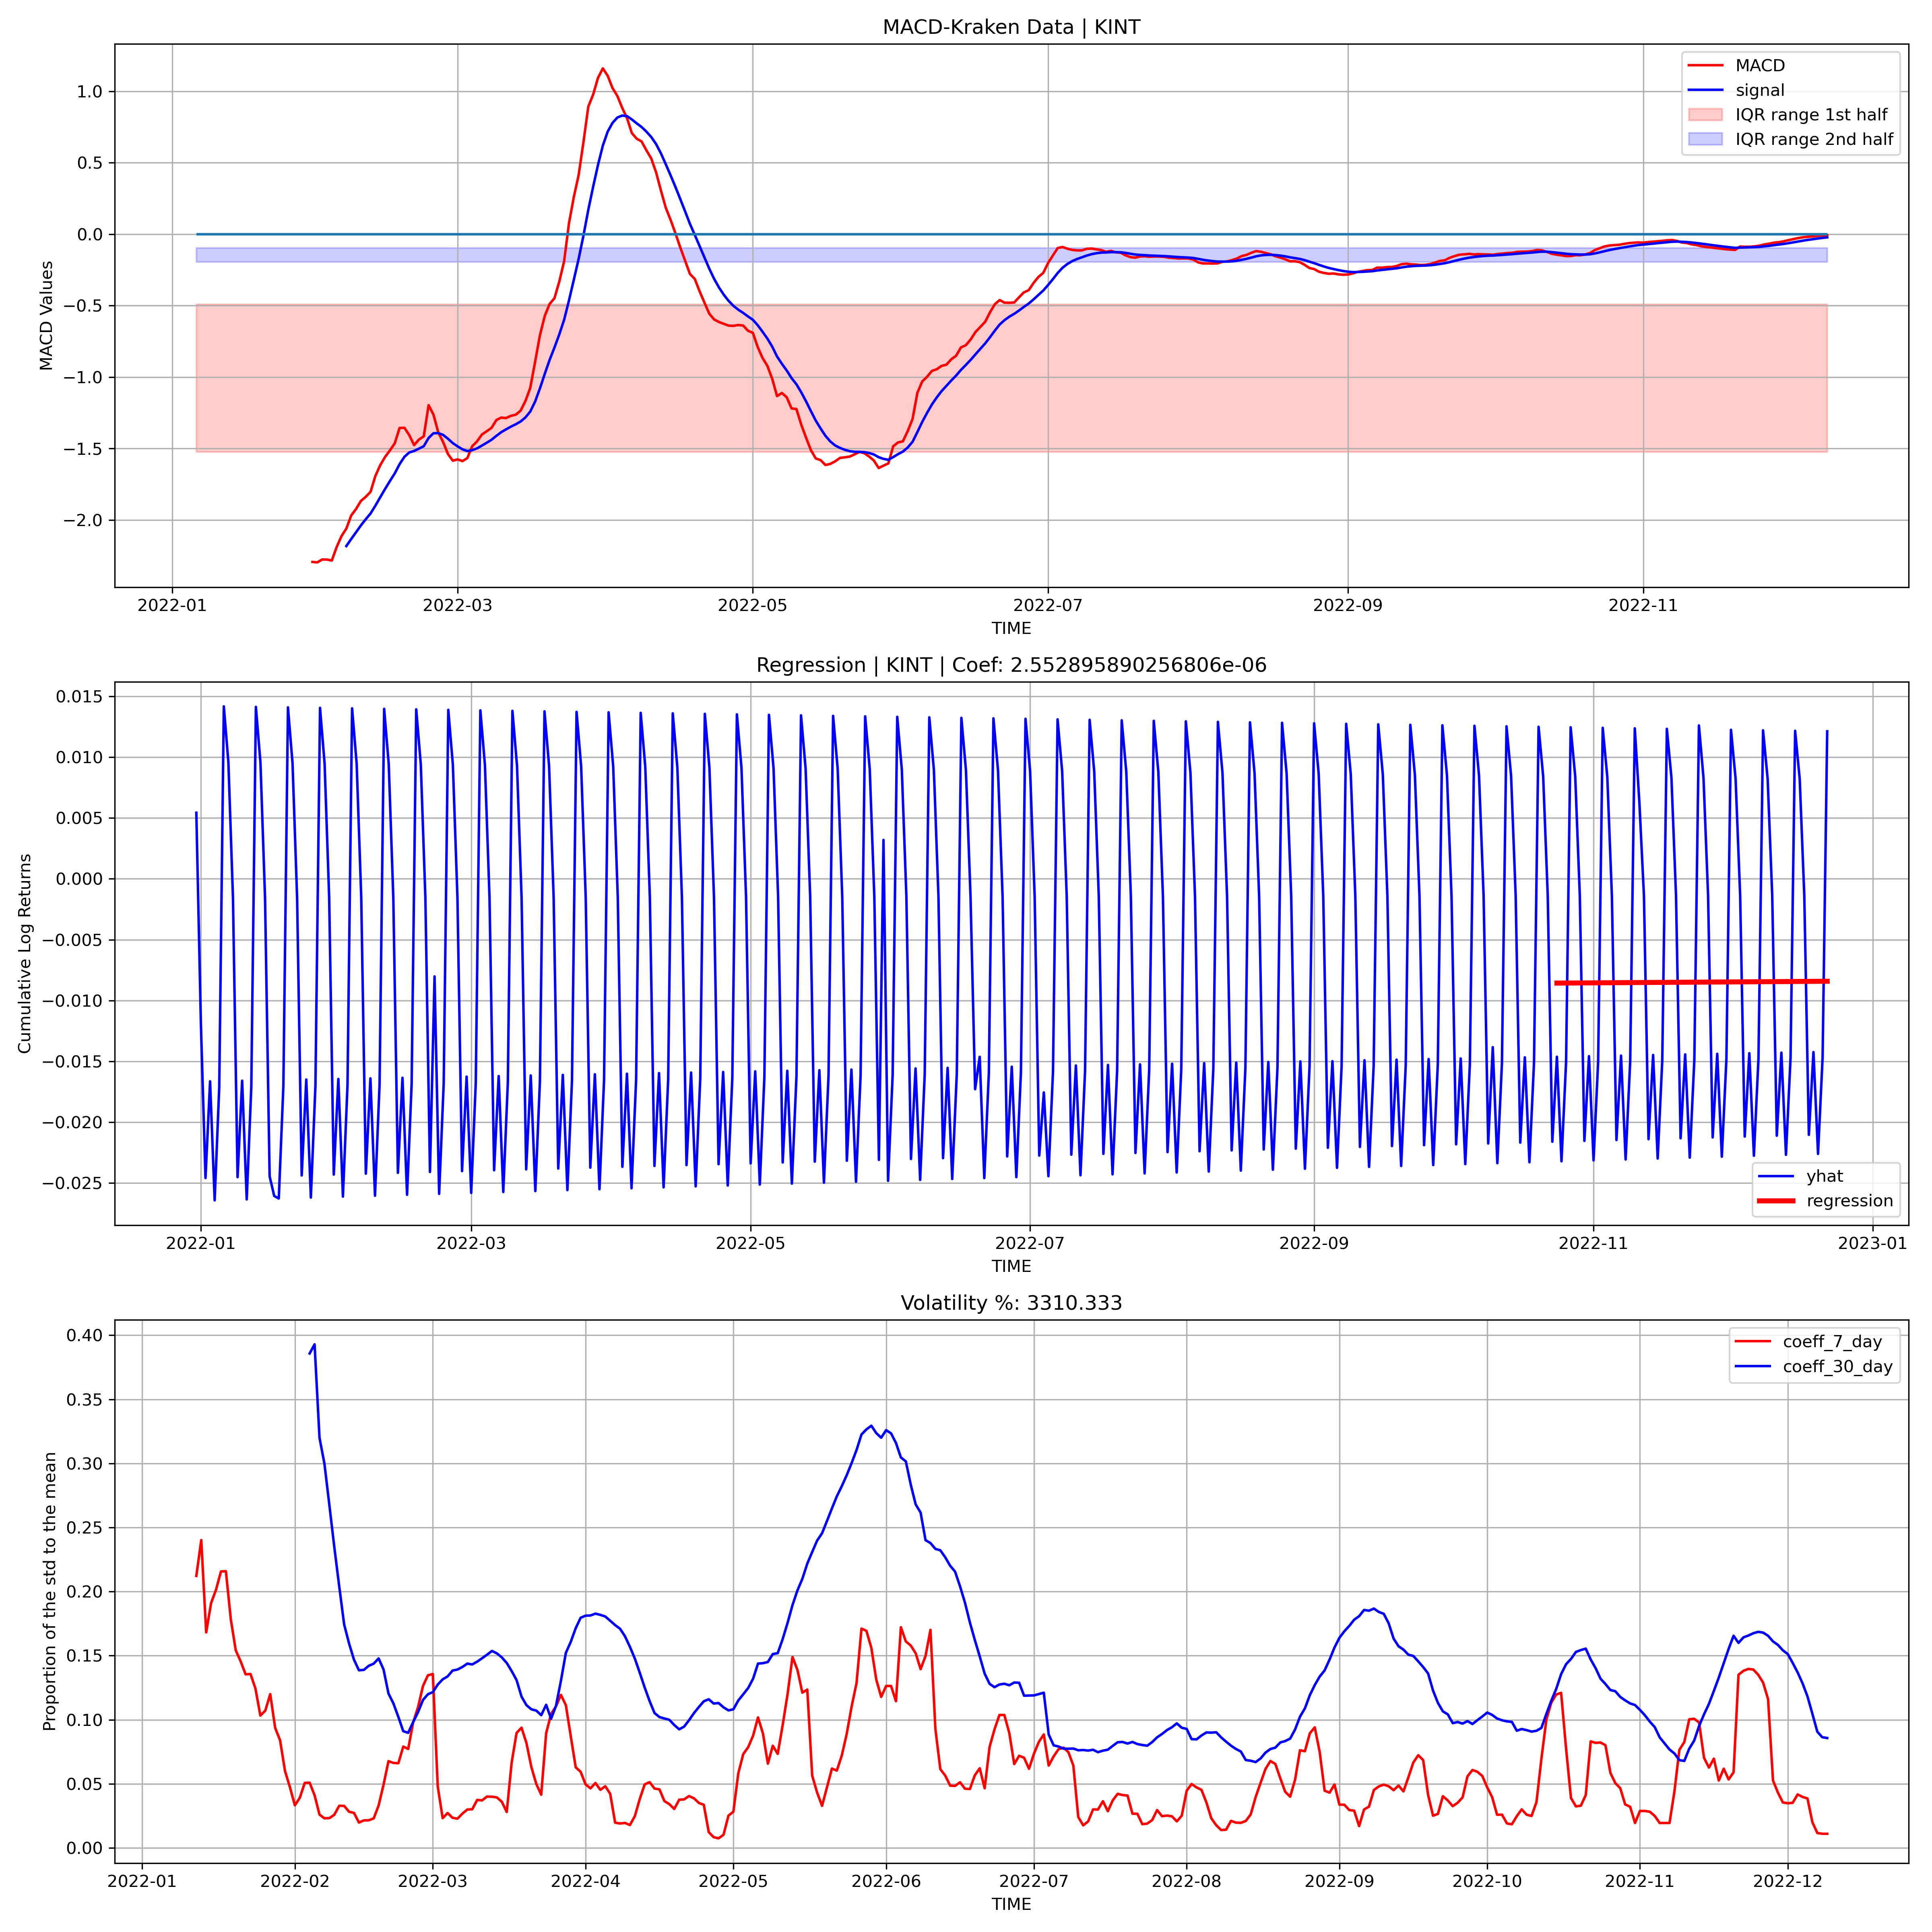 MACD-Kraken Data | KINT
MACD
signal
IQR range 1st half
IQR range 2nd half
1.0
0.5
0.0
−0.5
−1.0
−1.5
−2.0
MACD Values
2022-01
2022-03
2022-05
2022-07
2022-09
2022-11
TIME
Regression | KINT | Coef: 2.552895890256806e-06
0.015
0.010
0.005
0.000
−0.005
−0.010
−0.015
−0.020
−0.025
Cumulative Log Returns
yhat
regression
2022-01
2022-03
2022-05
2022-07
2022-09
2022-11
2023-01
TIME
Volatility %: 3310.333
coeff_7_day
coeff_30_day
0.40
0.35
0.30
0.25
0.20
0.15
0.10
0.05
0.00
Proportion of the std to the mean
2022-01
2022-02
2022-03
2022-04
2022-05
2022-06
2022-07
2022-08
2022-09
2022-10
2022-11
2022-12
TIME